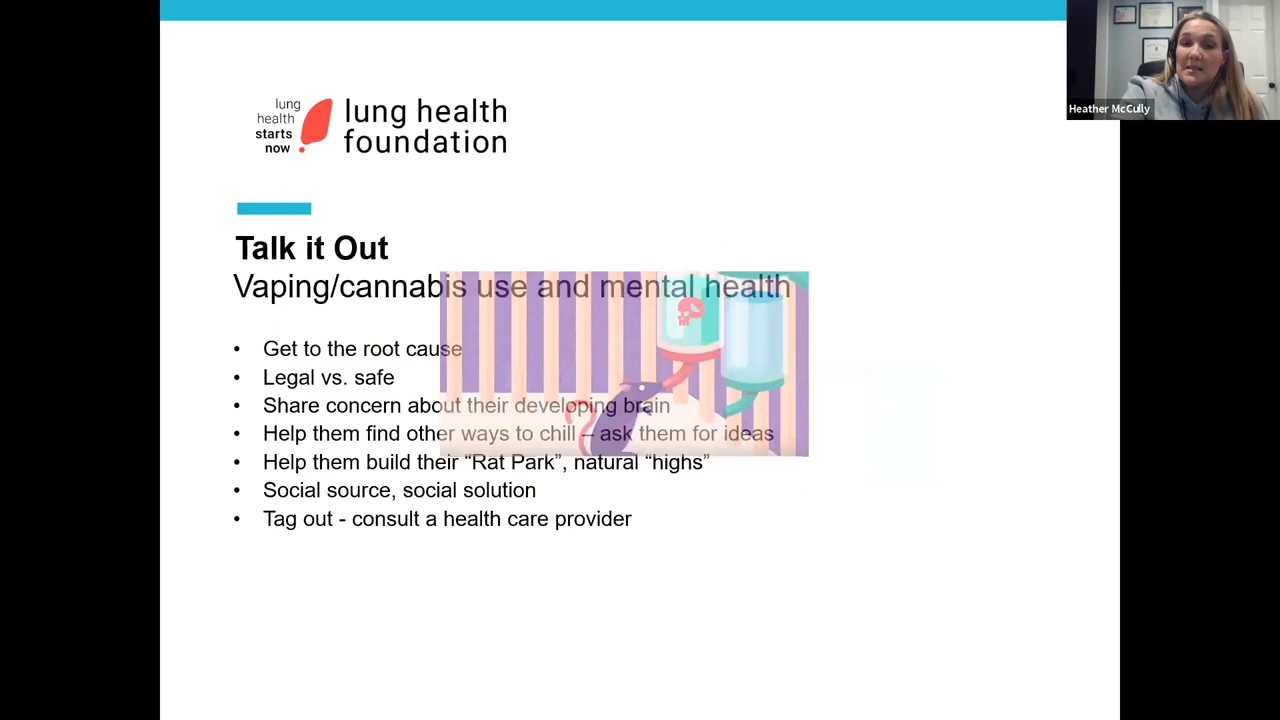 lung
health
starts
now
lung health
foundation
Heather McCully
Talk it Out
Vaping/cannabis use and mental health
• Get to the root cause
• Legal vs. safe
• Share concern about their developing brain
• Help them find other ways to chill – ask them for ideas
• Help them build their “Rat Park”, natural “highs”
• Social source, social solution
• Tag out - consult a health care provider